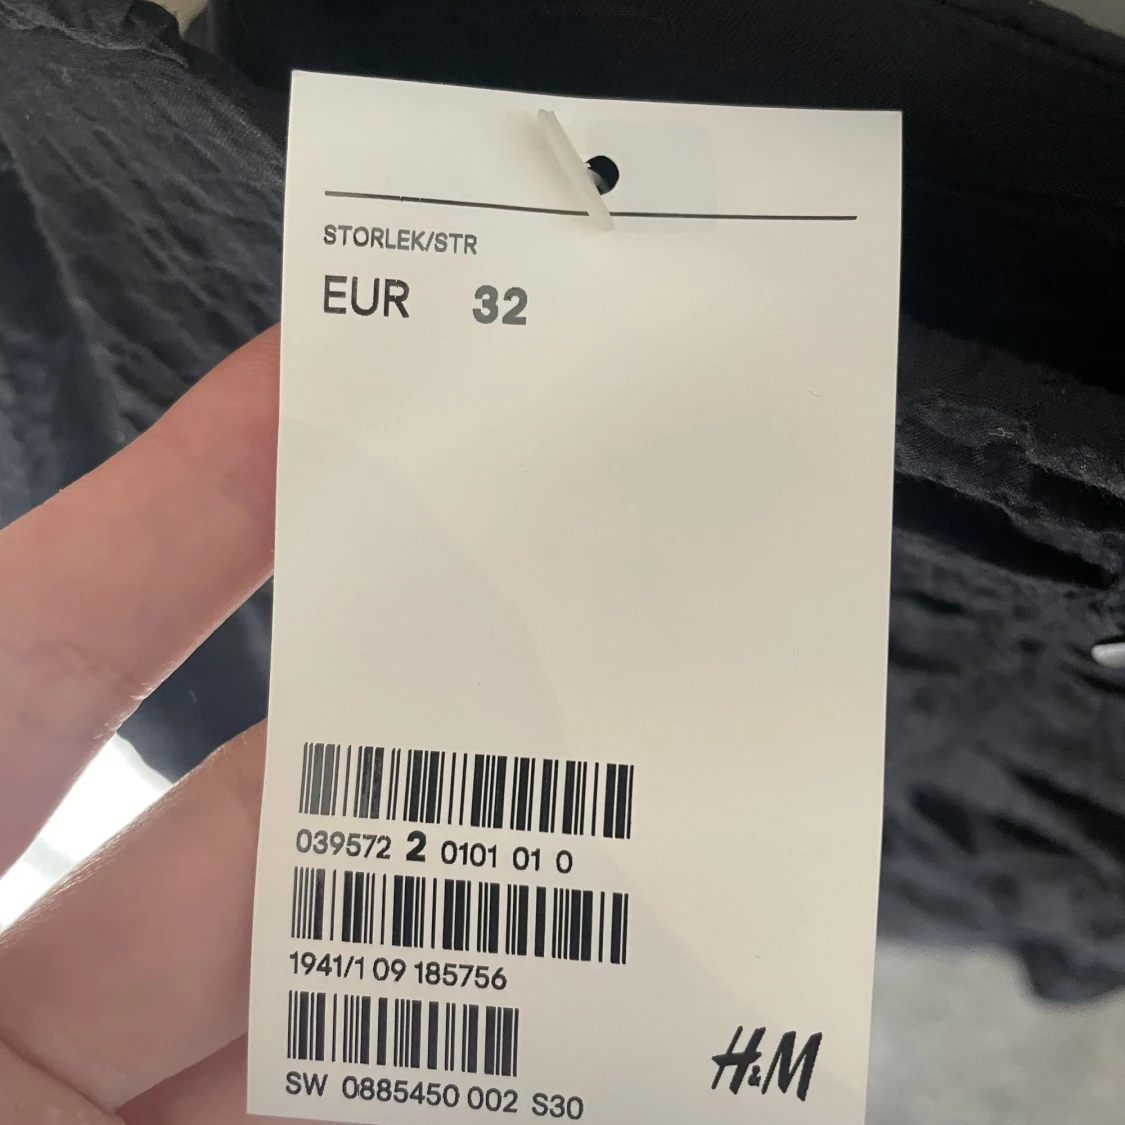 STORLEK/STR
EUR 32
039572 2 0101 01 0
1941/1 09 185756
SW 0885450 002 S30
H&M